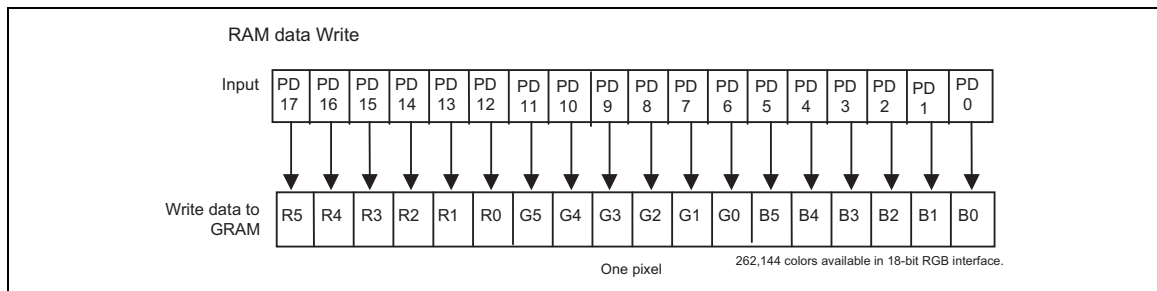 RAM data Write
Input PD 17 PD 16 PD 15 PD 14 PD 13 PD 12 PD 11 PD 10 PD 9 PD 8 PD 7 PD 6 PD 5 PD 4 PD 3 PD 2 PD 1 PD 0
Write data to GRAM R5 R4 R3 R2 R1 R0 G5 G4 G3 G2 G1 G0 B5 B4 B3 B2 B1 B0
One pixel 262,144 colors available in 18-bit RGB interface.